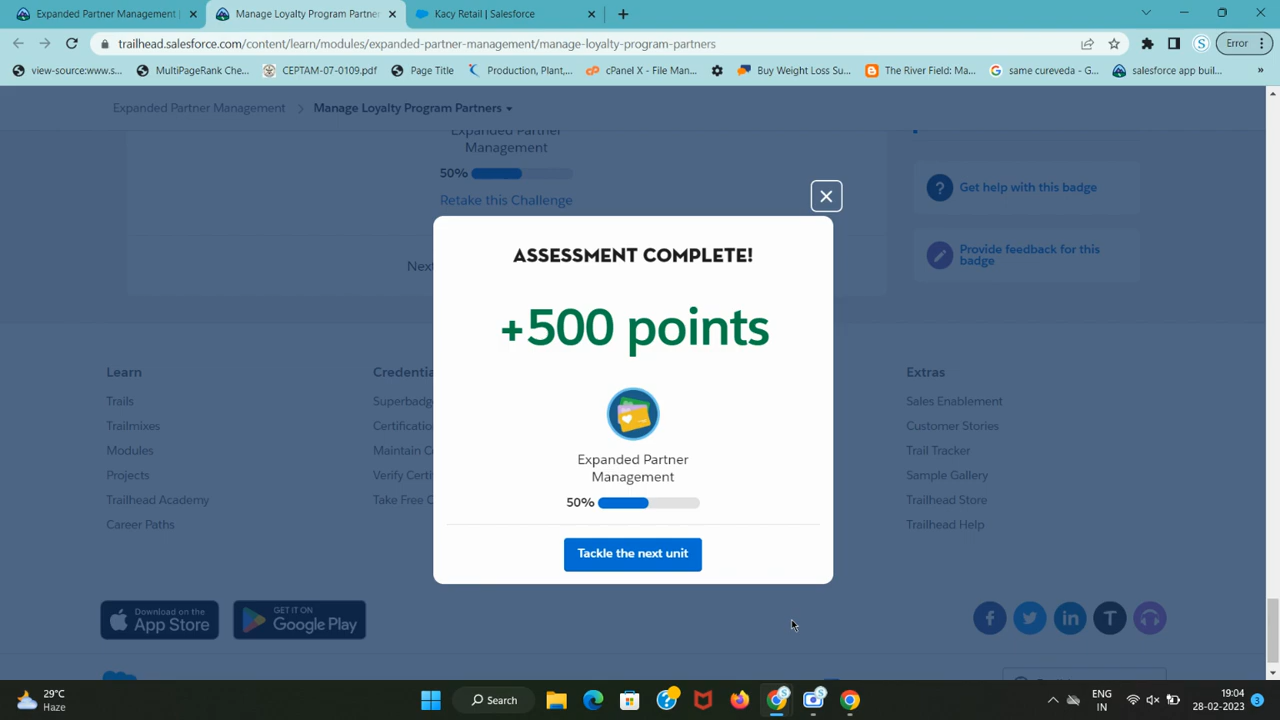 Expanded Partner Management |
Manage Loyalty Program Partner
Kacy Retail | Salesforce
trailhead.salesforce.com/content/learn/modules/expanded-partner-management/manage-loyalty-program-partners
Error
view-source:www.s...
MultiPageRank Che...
CEPTAM-07-0109.pdf
Page Title
Production, Plant,...
cPanel X - File Man...
Buy Weight Loss Su...
The River Field: Ma...
same cureveda - G...
salesforce app buil...
»
Expanded Partner Management > Manage Loyalty Program Partners
Expanded Partner
Management
50%
Retake this Challenge
Next
Get help with this badge
Provide feedback for this
badge
ASSESSMENT COMPLETE!
+500 points
Expanded Partner
Management
50%
Tackle the next unit
Learn
Trails
Trailmixes
Modules
Projects
Trailhead Academy
Career Paths
Credentia
Superbadg
Certification
Maintain C
Verify Certi
Take Free C
Extras
Sales Enablement
Customer Stories
Trail Tracker
Sample Gallery
Trailhead Store
Trailhead Help
Download on the
App Store
GET IT ON
Google Play
29°C
Haze
Search
ENG
IN
19:04
28-02-2023
3